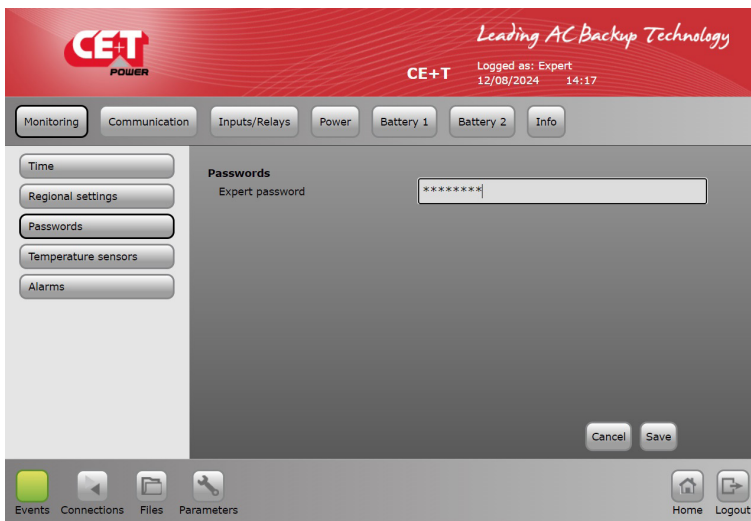 CE+T
POWER
Leading AC Backup Technology
CE+T
Logged as: Expert
12/08/2024 14:17
Monitoring Communication Inputs/Relays Power Battery 1 Battery 2 Info
Time
Regional settings
Passwords
Temperature sensors
Alarms
Passwords
Expert password ********
Cancel Save
Events Connections Files Parameters Home Logout